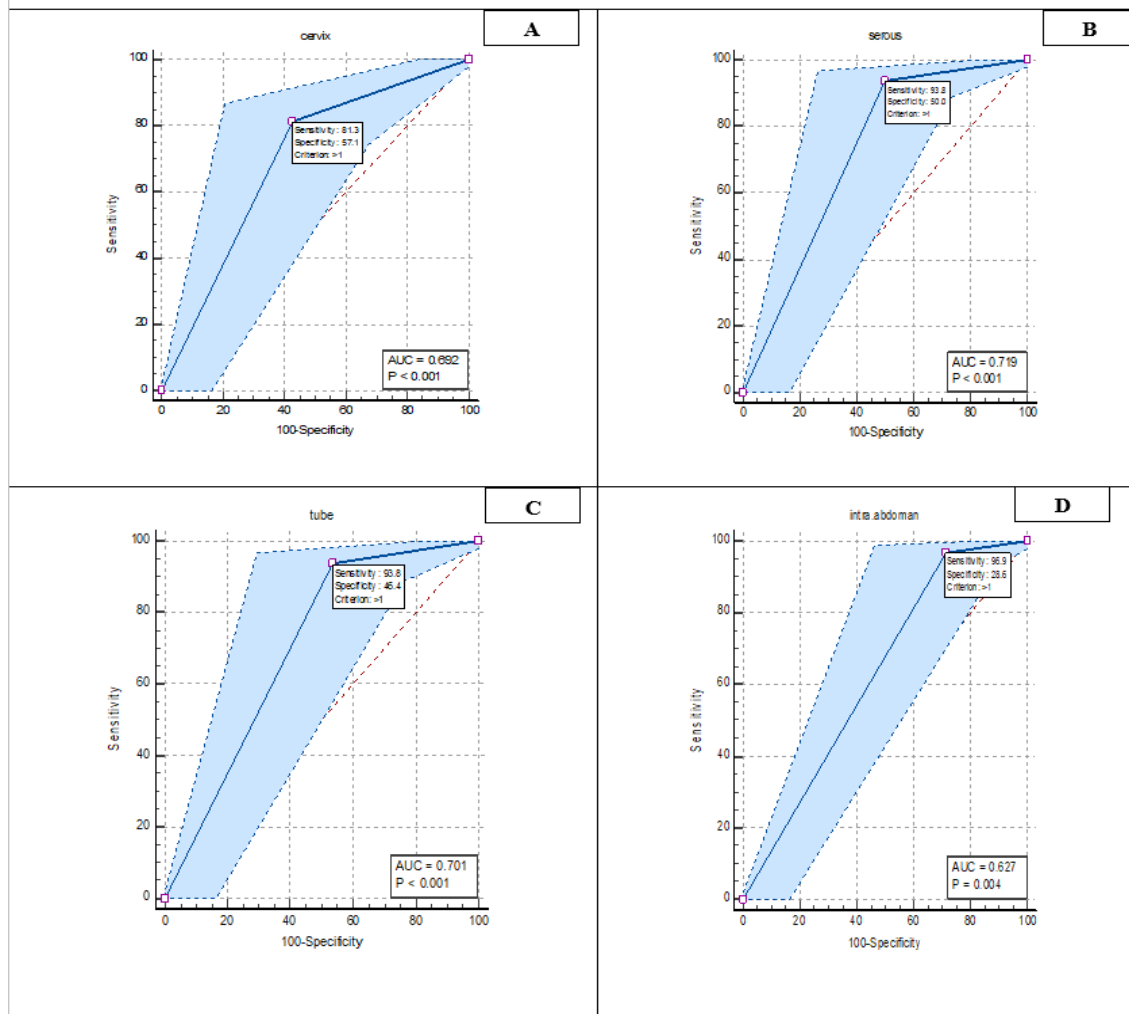 A
cervix
100
80
60
40
20
0
Sensitivity
Sensitivity: 81.3
Specificity: 57.1
Criterion: >1
AUC = 0.692
P < 0.001
0 20 40 60 80 100
100-Specificity
B
serous
100
80
60
40
20
0
Sensitivity
Sensitivity: 93.8
Specificity: 50.0
Criterion: >1
AUC = 0.719
P < 0.001
0 20 40 60 80 100
100-Specificity
C
tube
100
80
60
40
20
0
Sensitivity
Sensitivity: 93.8
Specificity: 46.4
Criterion: >1
AUC = 0.701
P < 0.001
0 20 40 60 80 100
100-Specificity
D
intra.abdoman
100
80
60
40
20
0
Sensitivity
Sensitivity: 96.9
Specificity: 28.6
Criterion: >1
AUC = 0.627
P = 0.004
0 20 40 60 80 100
100-Specificity